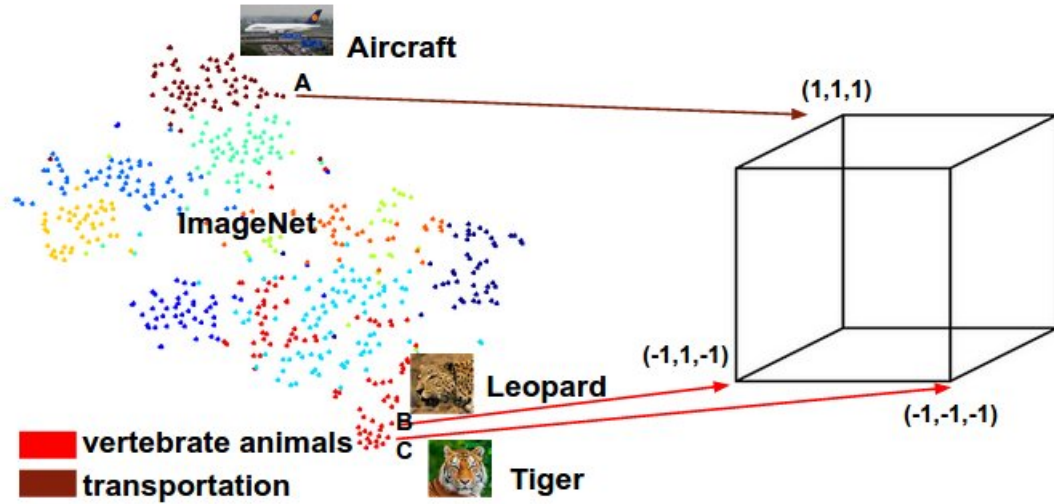 Aircraft
A
(1,1,1)
ImageNet
(-1,1,-1)
Leopard
B
(-1,-1,-1)
C
vertebrate animals
Tiger
transportation